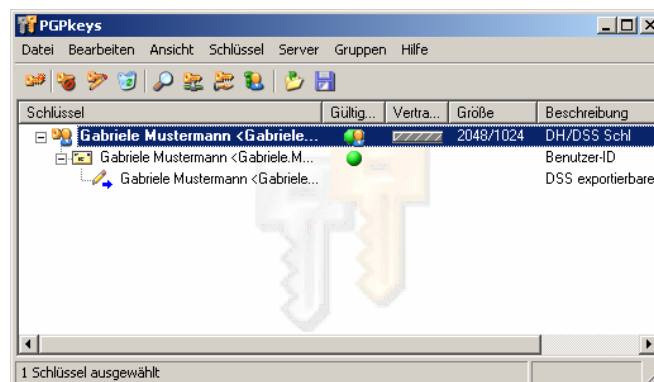 PGPkeys
Datei Bearbeiten Ansicht Schlüssel Server Gruppen Hilfe
Schlüssel Gültig... Vertra... Größe Beschreibung
Gabriele Mustermann <Gabriele... 2048/1024 DH/DSS Schl
Gabriele Mustermann <Gabriele.M... Benutzer-ID
Gabriele Mustermann <Gabriele... DSS exportierbare
1 Schlüssel ausgewählt